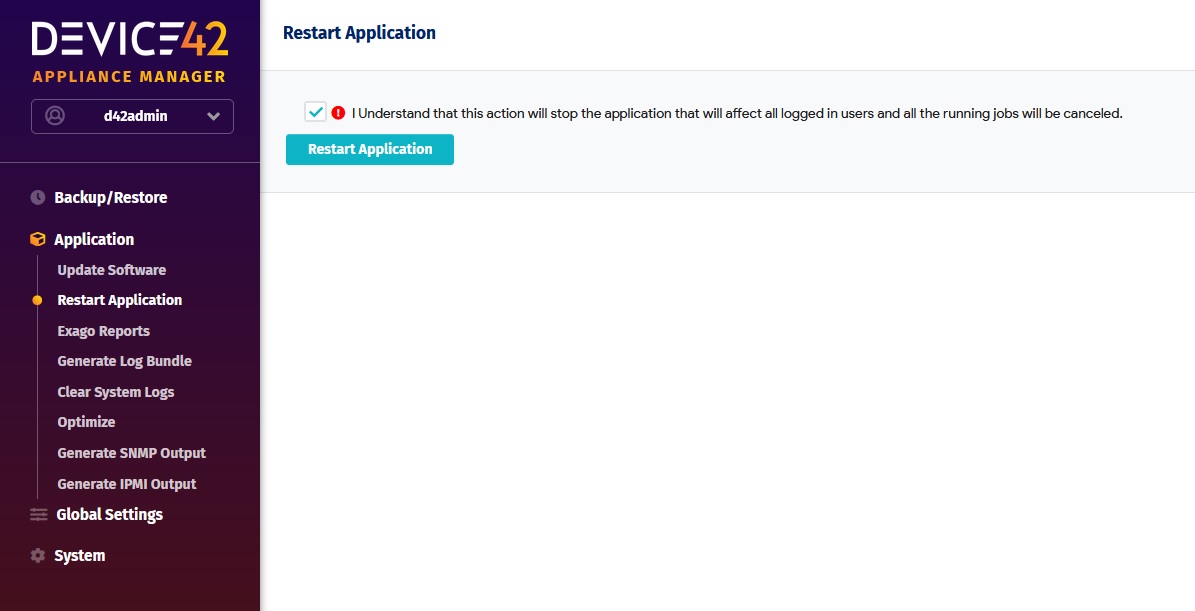 DEVICE42
APPLIANCE MANAGER
d42admin
Backup/Restore
Application
Update Software
Restart Application
Exago Reports
Generate Log Bundle
Clear System Logs
Optimize
Generate SNMP Output
Generate IPMI Output
Global Settings
System
Restart Application
I Understand that this action will stop the application that will affect all logged in users and all the running jobs will be canceled.
Restart Application